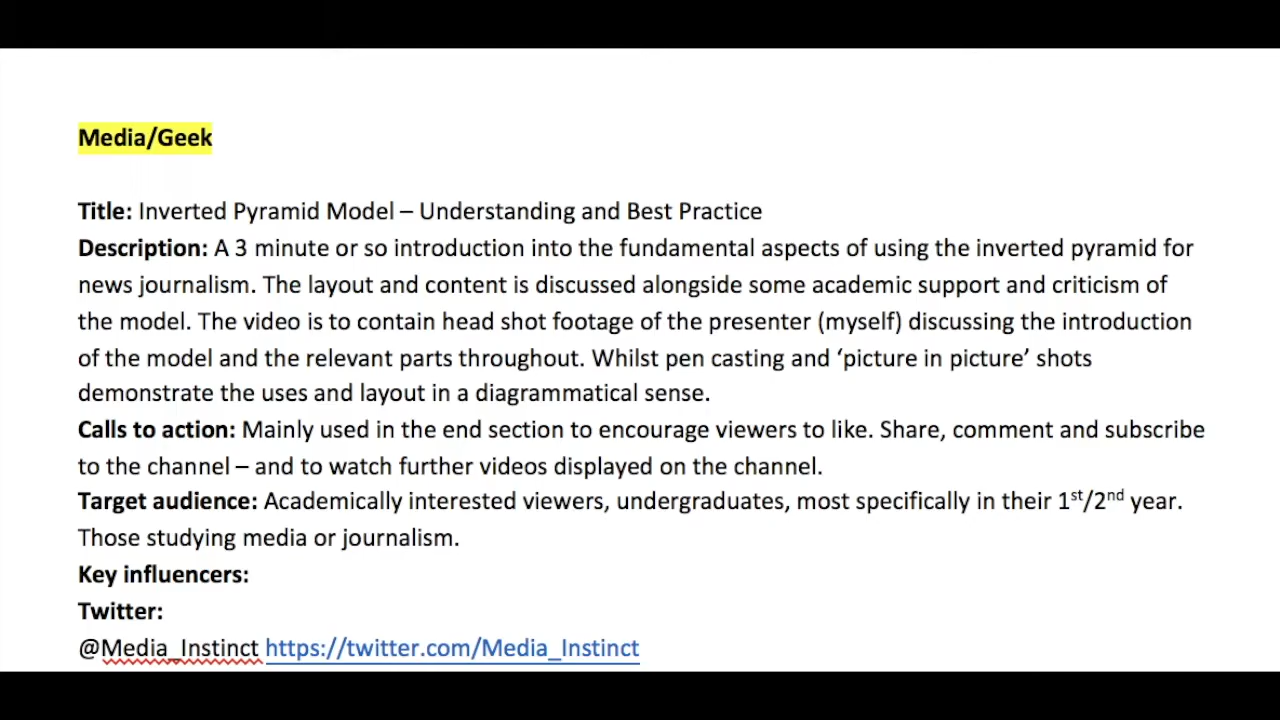 Media/Geek
Title: Inverted Pyramid Model – Understanding and Best Practice
Description: A 3 minute or so introduction into the fundamental aspects of using the inverted pyramid for
news journalism. The layout and content is discussed alongside some academic support and criticism of
the model. The video is to contain head shot footage of the presenter (myself) discussing the introduction
of the model and the relevant parts throughout. Whilst pen casting and ‘picture in picture’ shots
demonstrate the uses and layout in a diagrammatical sense.
Calls to action: Mainly used in the end section to encourage viewers to like. Share, comment and subscribe
to the channel – and to watch further videos displayed on the channel.
Target audience: Academically interested viewers, undergraduates, most specifically in their 1st/2nd year.
Those studying media or journalism.
Key influencers:
Twitter:
@Media_Instinct https://twitter.com/Media_Instinct